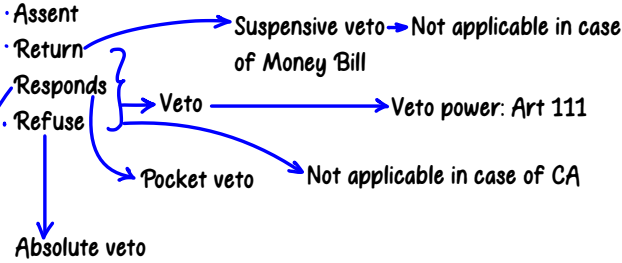 · Assent
· Return
Responds
· Refuse
Suspensive veto → Not applicable in case
of Money Bill
Veto
Veto power: Art 111
Pocket veto
Not applicable in case of CA
Absolute veto